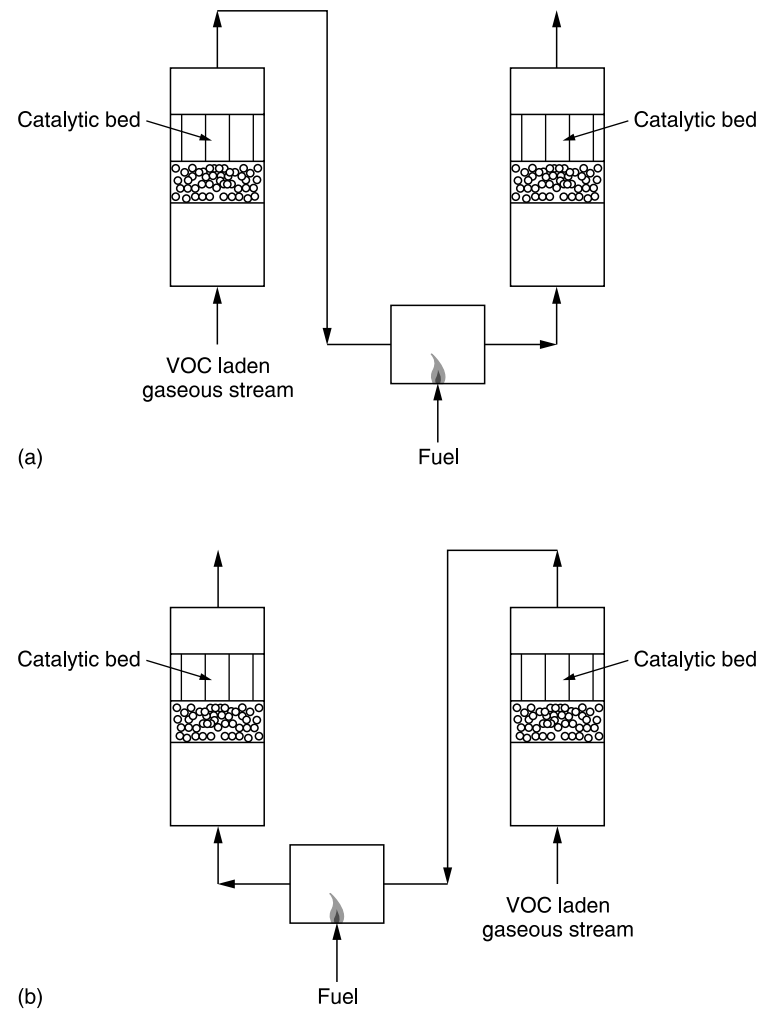 Catalytic bed
Catalytic bed
VOC laden
gaseous stream
Fuel
(a)
Catalytic bed
Catalytic bed
VOC laden
gaseous stream
Fuel
(b)